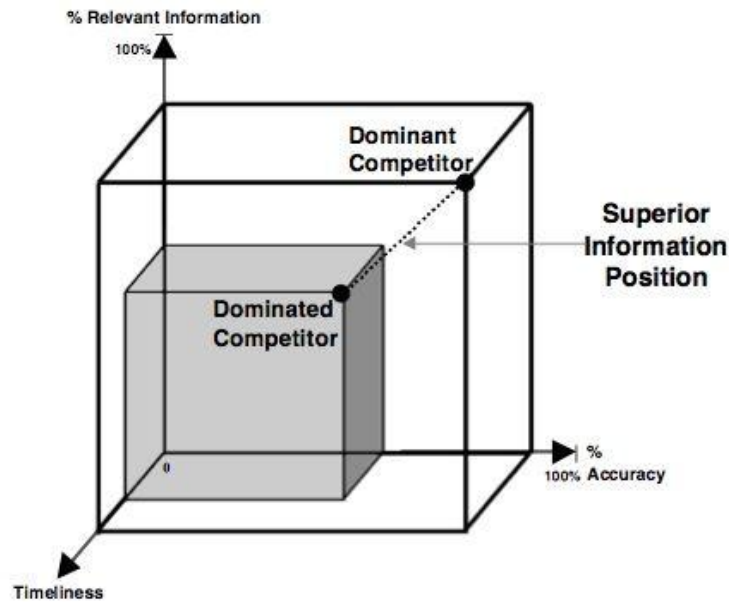 % Relevant Information
100%
Dominant
Competitor
Superior
Information
Position
Dominated
Competitor
0
%
100% Accuracy
Timeliness